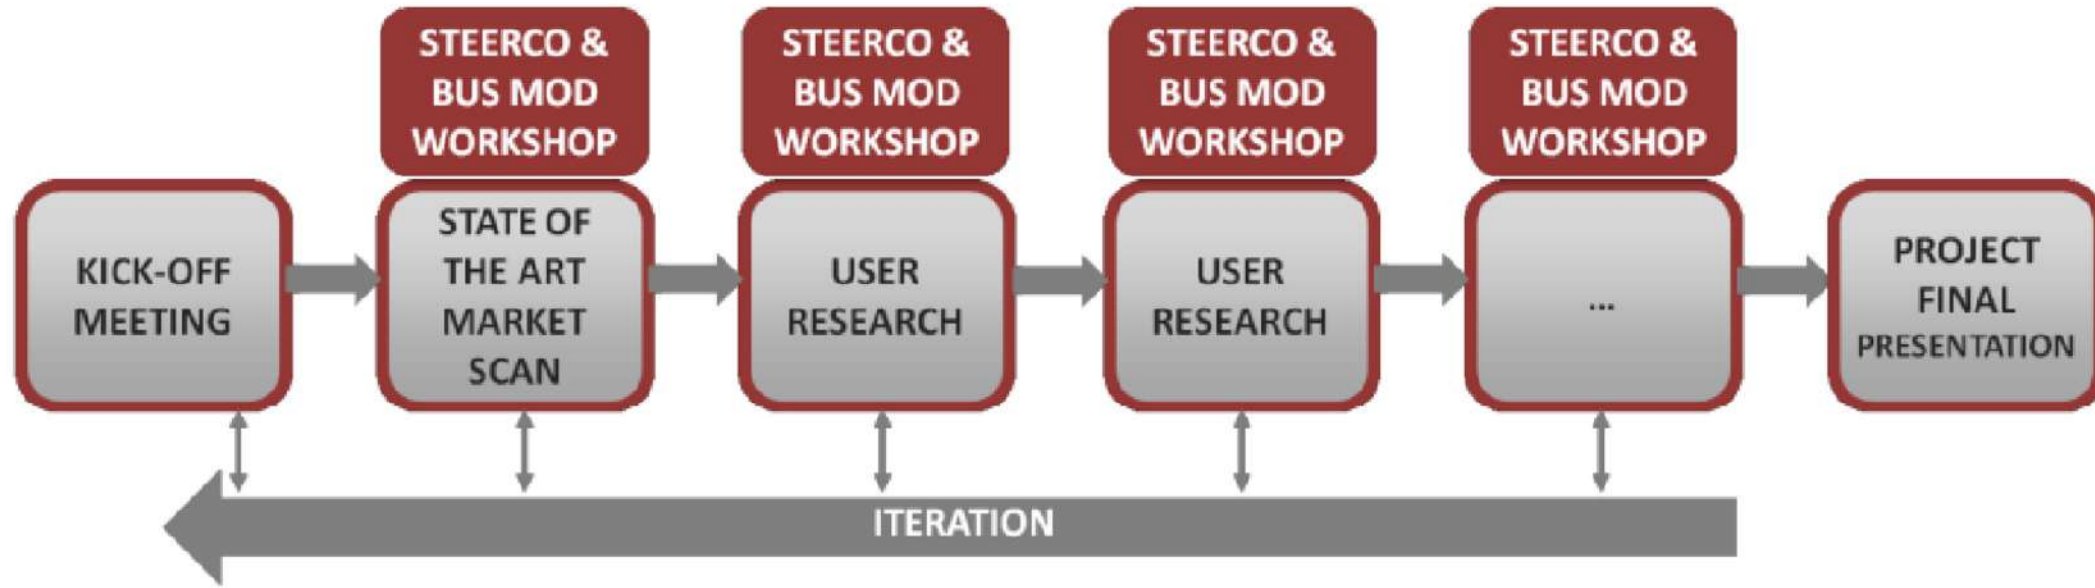 STEERCO &
BUS MOD
WORKSHOP
STEERCO &
BUS MOD
WORKSHOP
STEERCO &
BUS MOD
WORKSHOP
STEERCO &
BUS MOD
WORKSHOP
KICK-OFF
MEETING
STATE OF
THE ART
MARKET
SCAN
USER
RESEARCH
USER
RESEARCH
...
PROJECT
FINAL
PRESENTATION
ITERATION